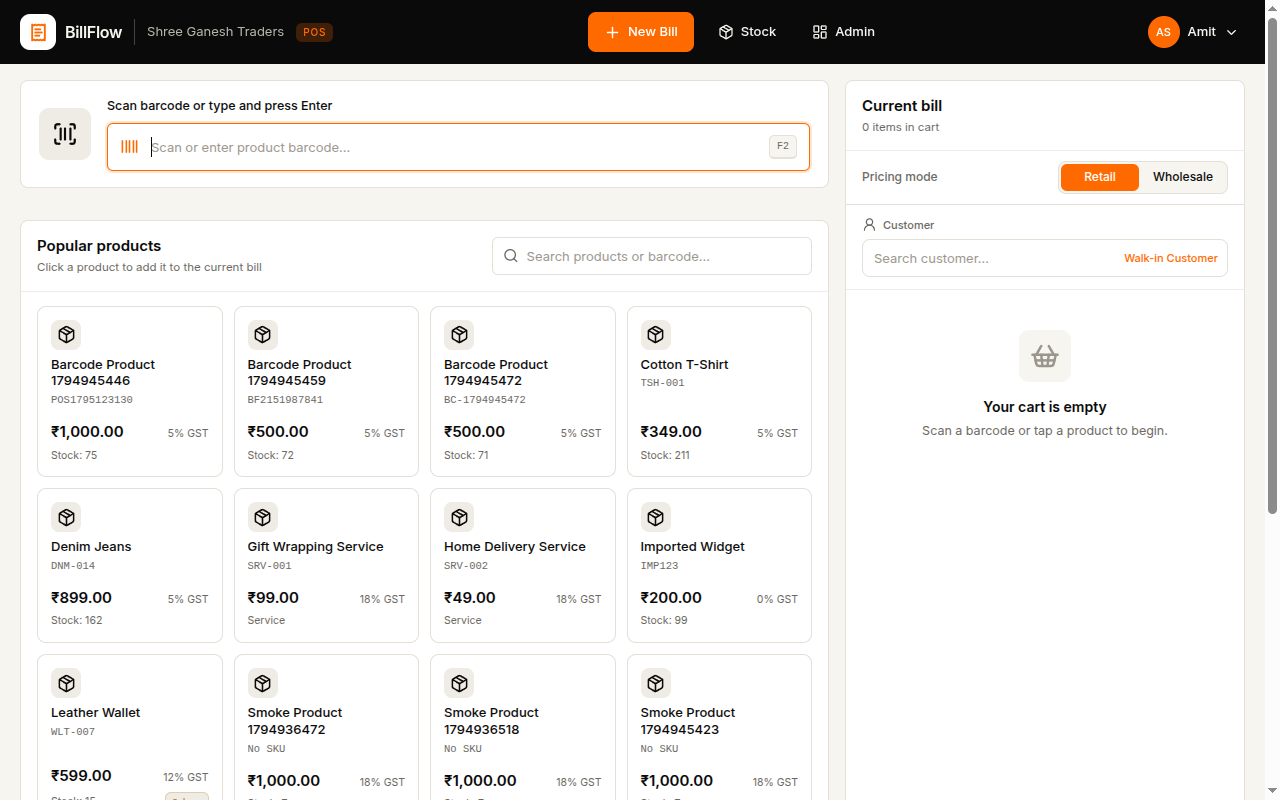 BillFlow
Shree Ganesh Traders
POS
New Bill
Stock
Admin
AS
Amit
Scan barcode or type and press Enter
Scan or enter product barcode...
F2
Popular products
Click a product to add it to the current bill
Search products or barcode...
Barcode Product
1794945446
POS1795123130
₹1,000.00
5% GST
Stock: 75
Barcode Product
1794945459
BF2151987841
₹500.00
5% GST
Stock: 72
Barcode Product
1794945472
BC-1794945472
₹500.00
5% GST
Stock: 71
Cotton T-Shirt
TSH-001
₹349.00
5% GST
Stock: 211
Denim Jeans
DNM-014
₹899.00
5% GST
Stock: 162
Gift Wrapping Service
SRV-001
₹99.00
18% GST
Service
Home Delivery Service
SRV-002
₹49.00
18% GST
Service
Imported Widget
IMP123
₹200.00
0% GST
Stock: 99
Leather Wallet
WLT-007
₹599.00
12% GST
Smoke Product
1794936472
No SKU
₹1,000.00
18% GST
Smoke Product
1794936518
No SKU
₹1,000.00
18% GST
Smoke Product
1794945423
No SKU
₹1,000.00
18% GST
Current bill
0 items in cart
Pricing mode
Retail
Wholesale
Customer
Search customer...
Walk-in Customer
Your cart is empty
Scan a barcode or tap a product to begin.